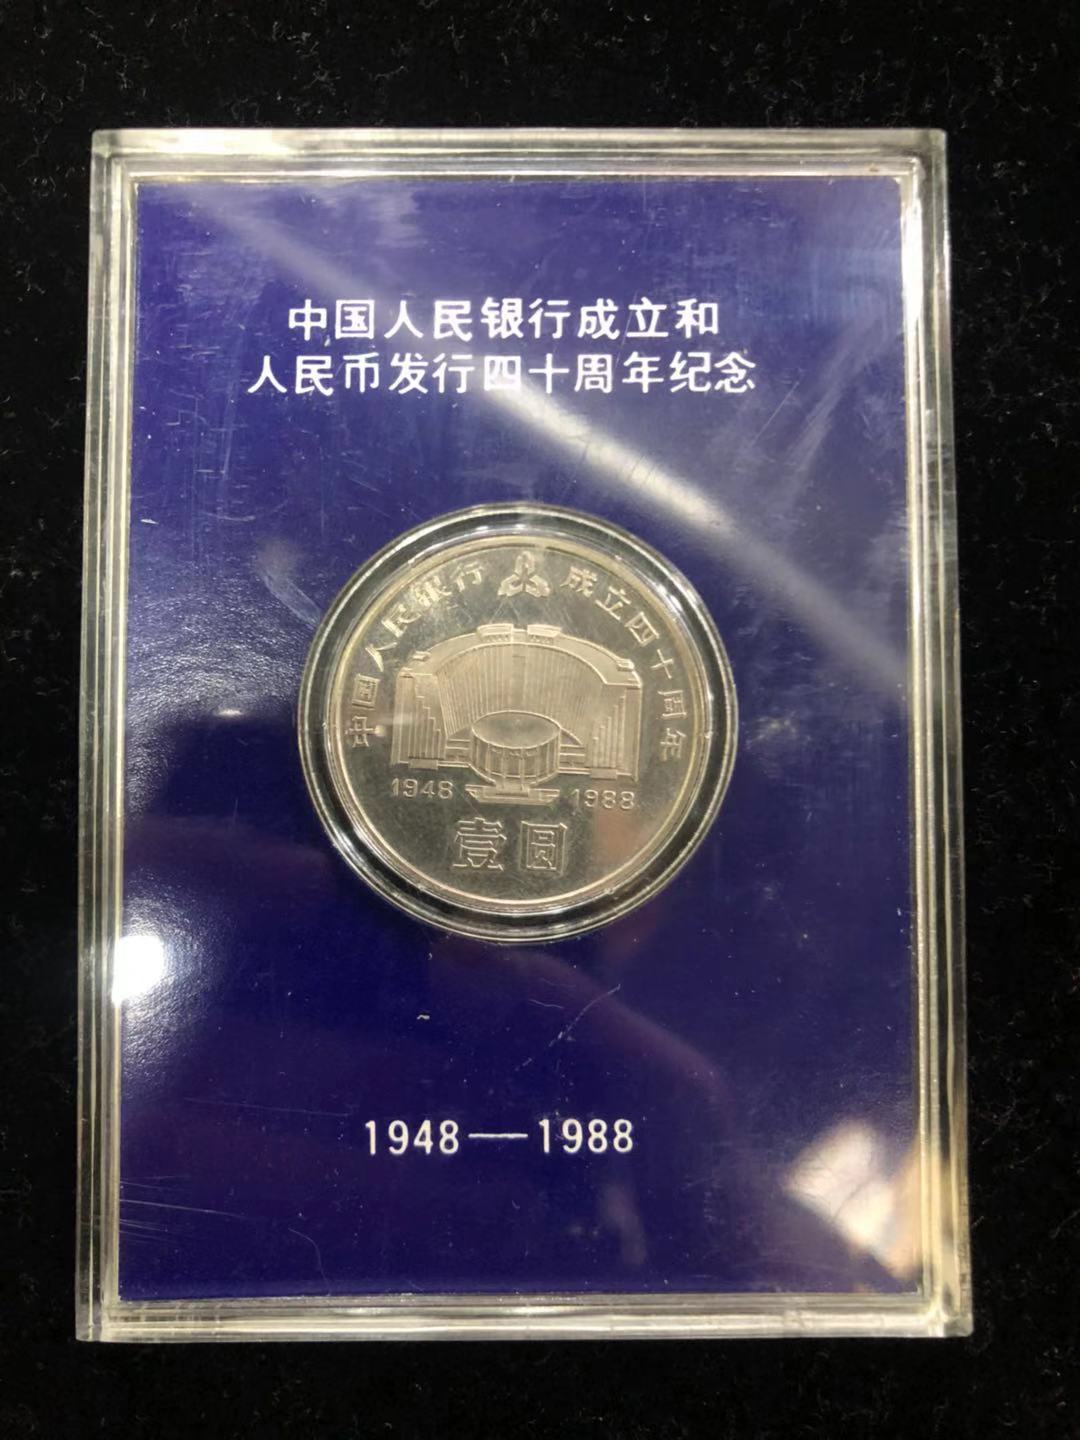 中国人民银行成立和
人民币发行四十周年纪念
中国人民银行 成立四十周年
1948 1988
壹圆
1948—1988